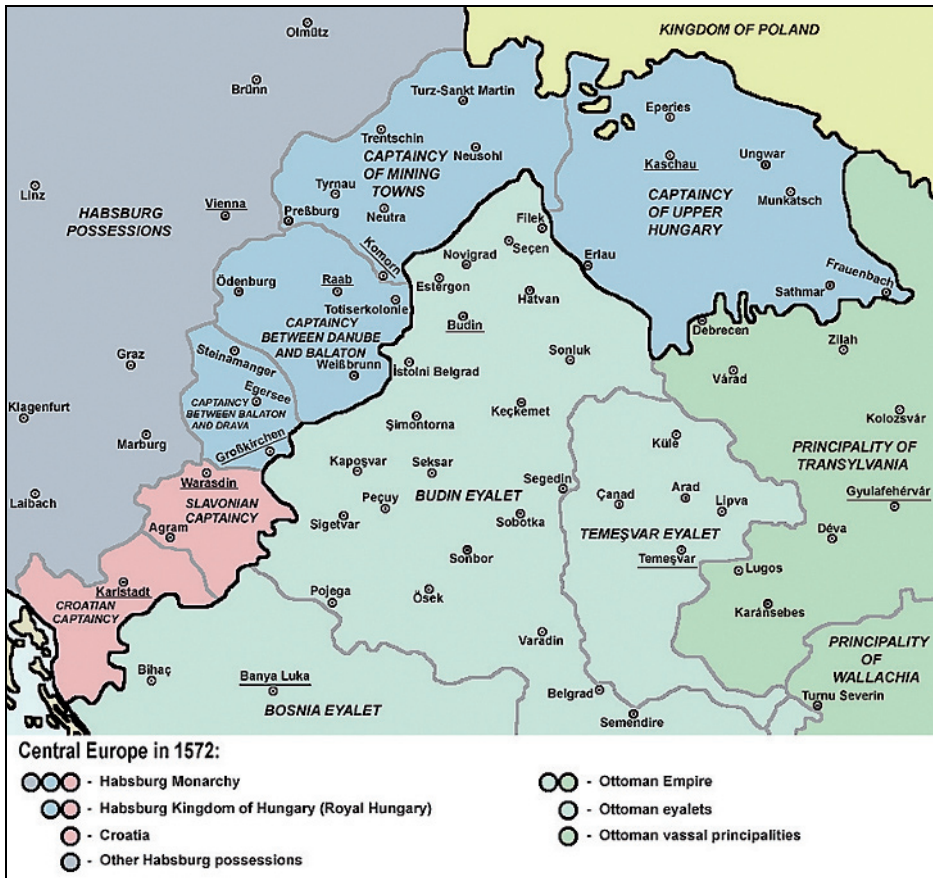 Olmütz
KINGDOM OF POLAND
Brünn
Turz-Sankt Martin
Eperies
Trentschin
Neusohl
CAPTAINCY
OF MINING
TOWNS
Kaschau
Ungwar
Linz
Tyrnau
Munkatsch
Vienna
Preßburg
Neutra
CAPTAINCY
OF UPPER
HUNGARY
HABSBURG
POSSESSIONS
Filek
Seçen
Komorn
Novigrad
Erlau
Ödenburg
Raab
Estergon
Hatvan
Sathmar
Frauenbach
Totiserkolonie
Budin
CAPTAINCY
BETWEEN DANUBE
AND BALATON
Debrecen
Zilah
Graz
Steinamanger
Sonluk
Weißbrunn
İstolni Belgrad
Várad
Egersee
CAPTAINCY
BETWEEN BALATON
AND DRAVA
Klagenfurt
Keçkemet
Kolozsvár
Marburg
Şimontorna
Großkirchen
Küle
PRINCIPALITY OF
TRANSYLVANIA
Warasdin
Kapoşvar
Seksar
Laibach
SLAVONIAN
CAPTAINCY
BUDIN EYALET
Segedin
Çanad
Arad
Lipva
Gyulafehérvár
Peçuy
Sigetvar
Sobotka
Agram
TEMEŞVAR EYALET
Déva
Sonbor
Temeşvar
Lugos
Karlstadt
CROATIAN
CAPTAINCY
Pojega
Ösek
Karánsebes
Varadin
PRINCIPALITY
OF
WALLACHIA
Bihaç
Banya Luka
Belgrad
Turnu Severin
BOSNIA EYALET
Semendire
Central Europe in 1572:
- Habsburg Monarchy
- Habsburg Kingdom of Hungary (Royal Hungary)
- Croatia
- Other Habsburg possessions
- Ottoman Empire
- Ottoman eyalets
- Ottoman vassal principalities